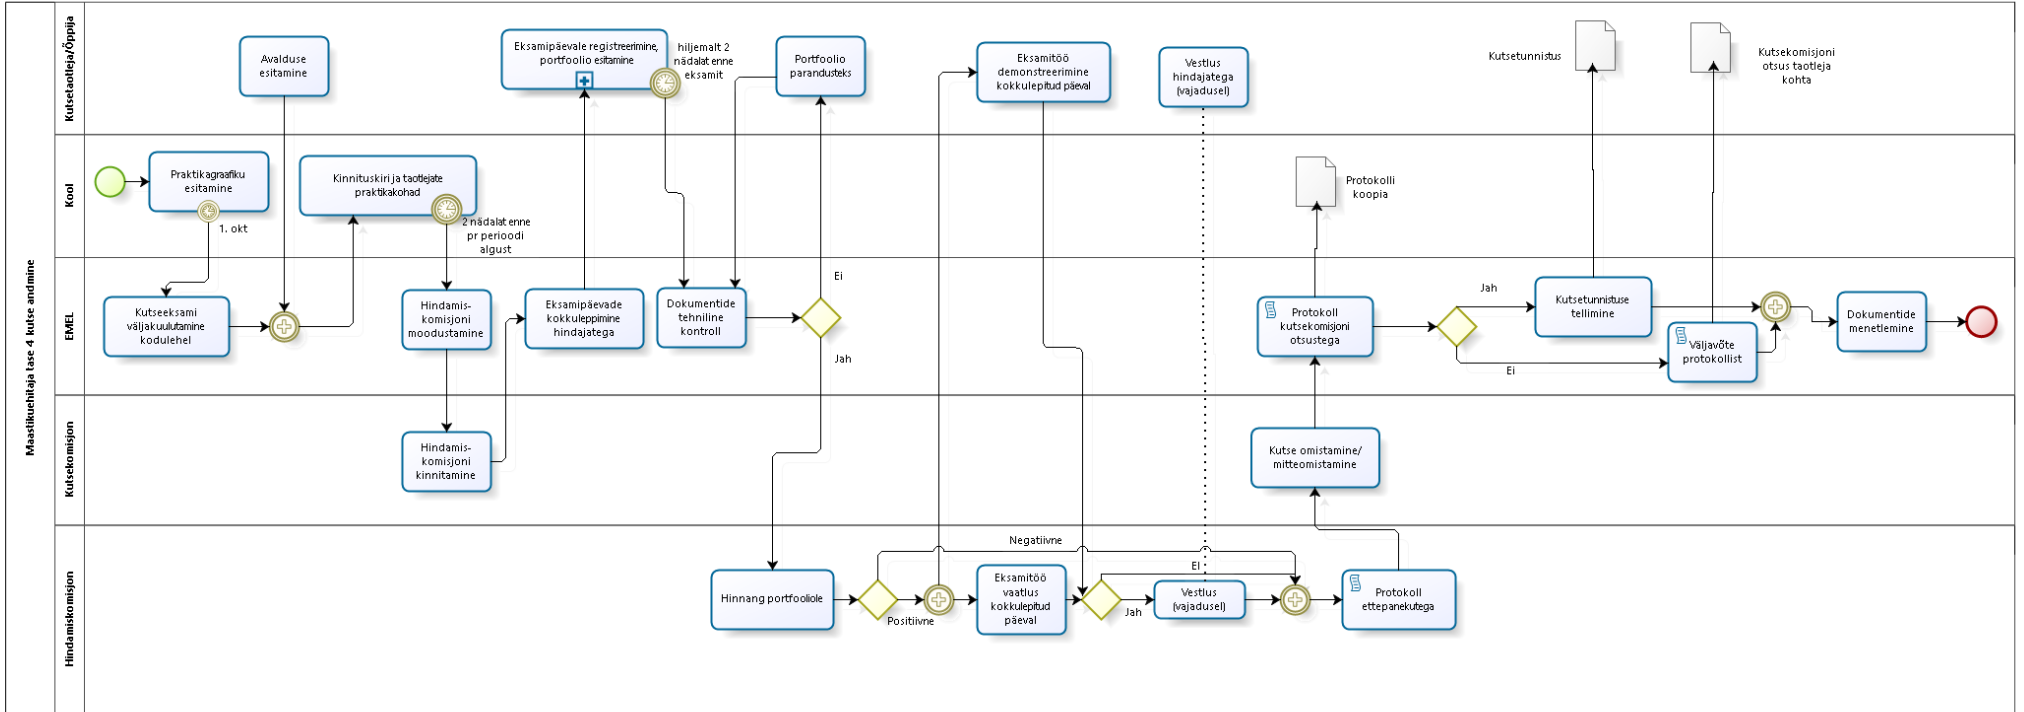 Maastikuehitaja tase 4 kutse andmine
Kutsetaotleja/Õppija
Avalduse
esitamine
Eksamipäevale registreerimine,
portfoolio esitamine
hiljemalt 2
nädalat enne
eksamit
Portfoolio
parandusteks
Eksamitöö
demonstreerimine
kokkulepitud päeval
Vestlus
hindajatega
(vajadusel)
Kutsetunnistus
Kutsekomisjoni
otsus taotleja
kohta
Kool
Praktikagraafiku
esitamine
1. okt
Kinnituskiri ja taotlejate
praktikakohad
2 nädalat enne
pr perioodi
algust
Protokolli
koopia
EMEL
Kutseeksami
väljakuulutamine
kodulehel
Hindamis-
komisjoni
moodustamine
Eksamipäevade
kokkuleppimine
hindajatega
Dokumentide
tehniline
kontroll
Ei
Jah
Protokoll
kutsekomisjoni
otsustega
Jah
Ei
Kutsetunnistuse
tellimine
Väljavõte
protokollist
Dokumentide
menetlemine
Kutsekomisjon
Hindamis-
komisjoni
kinnitamine
Kutse omistamine/
mitteomistamine
Hindamiskomisjon
Hinnang portfooliole
Negatiivne
Positiivne
Eksamitöö
vaatlus
kokkulepitud
päeval
EI
Jah
Vestlus
(vajadusel)
Protokoll
ettepanekutega